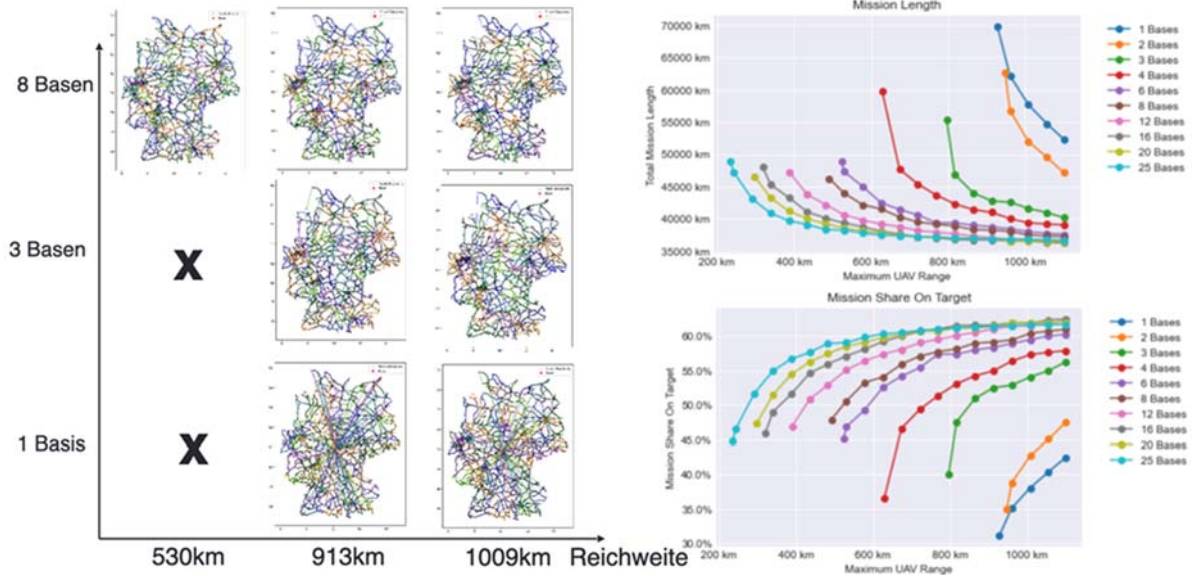 8 Basen
3 Basen
1 Basis
X
X
530km 913km 1009km Reichweite
Mission Length
70000 km
65000 km
60000 km
55000 km
50000 km
45000 km
40000 km
35000 km
Total Mission Length
200 km 400 km 600 km 800 km 1000 km
Maximum UAV Range
1 Bases
2 Bases
3 Bases
4 Bases
6 Bases
8 Bases
12 Bases
16 Bases
20 Bases
25 Bases
Mission Share On Target
60.0%
55.0%
50.0%
45.0%
40.0%
35.0%
30.0%
Mission Share On Target
200 km 400 km 600 km 800 km 1000 km
Maximum UAV Range
1 Bases
2 Bases
3 Bases
4 Bases
6 Bases
8 Bases
12 Bases
16 Bases
20 Bases
25 Bases